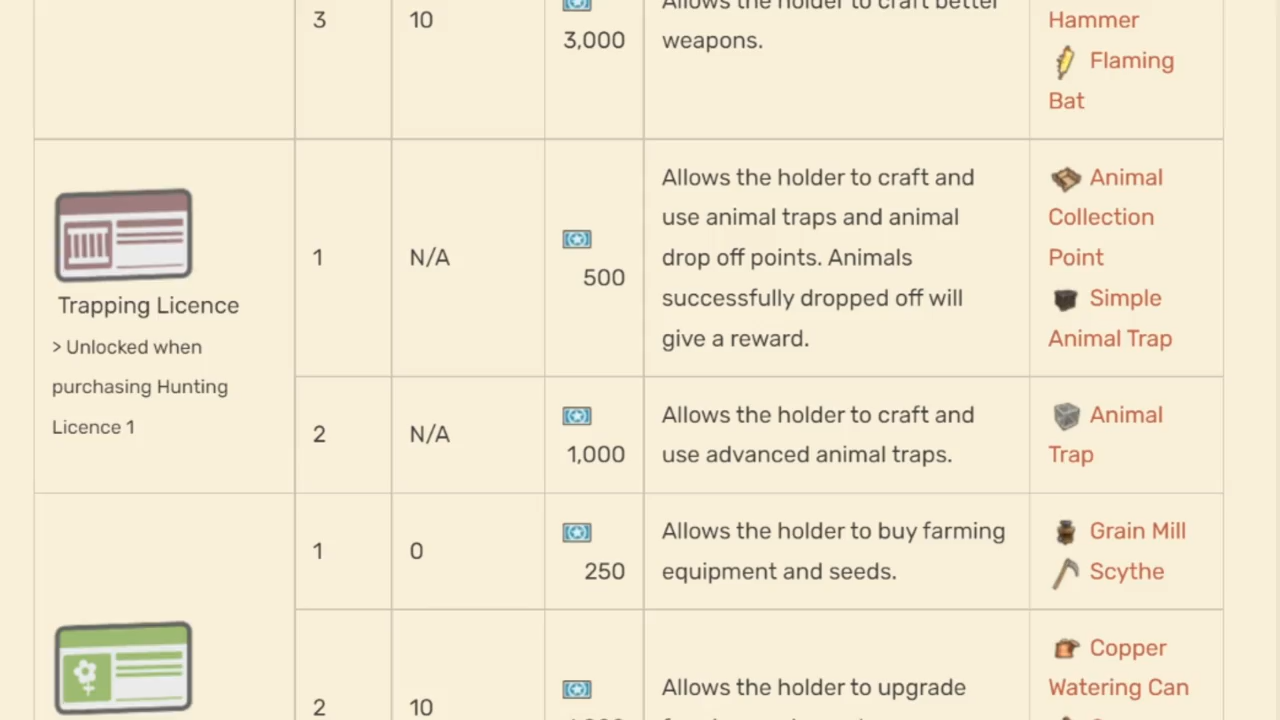 Allows the holder to craft better
3
10
3,000
weapons.
Hammer
Flaming
Bat
Trapping Licence
> Unlocked when
purchasing Hunting
Licence 1
1
N/A
500
Allows the holder to craft and
use animal traps and animal
drop off points. Animals
successfully dropped off will
give a reward.
Animal
Collection
Point
Simple
Animal Trap
2
N/A
1,000
Allows the holder to craft and
use advanced animal traps.
Animal
Trap
1
0
250
Allows the holder to buy farming
equipment and seeds.
Grain Mill
Scythe
2
10
Allows the holder to upgrade
Copper
Watering Can